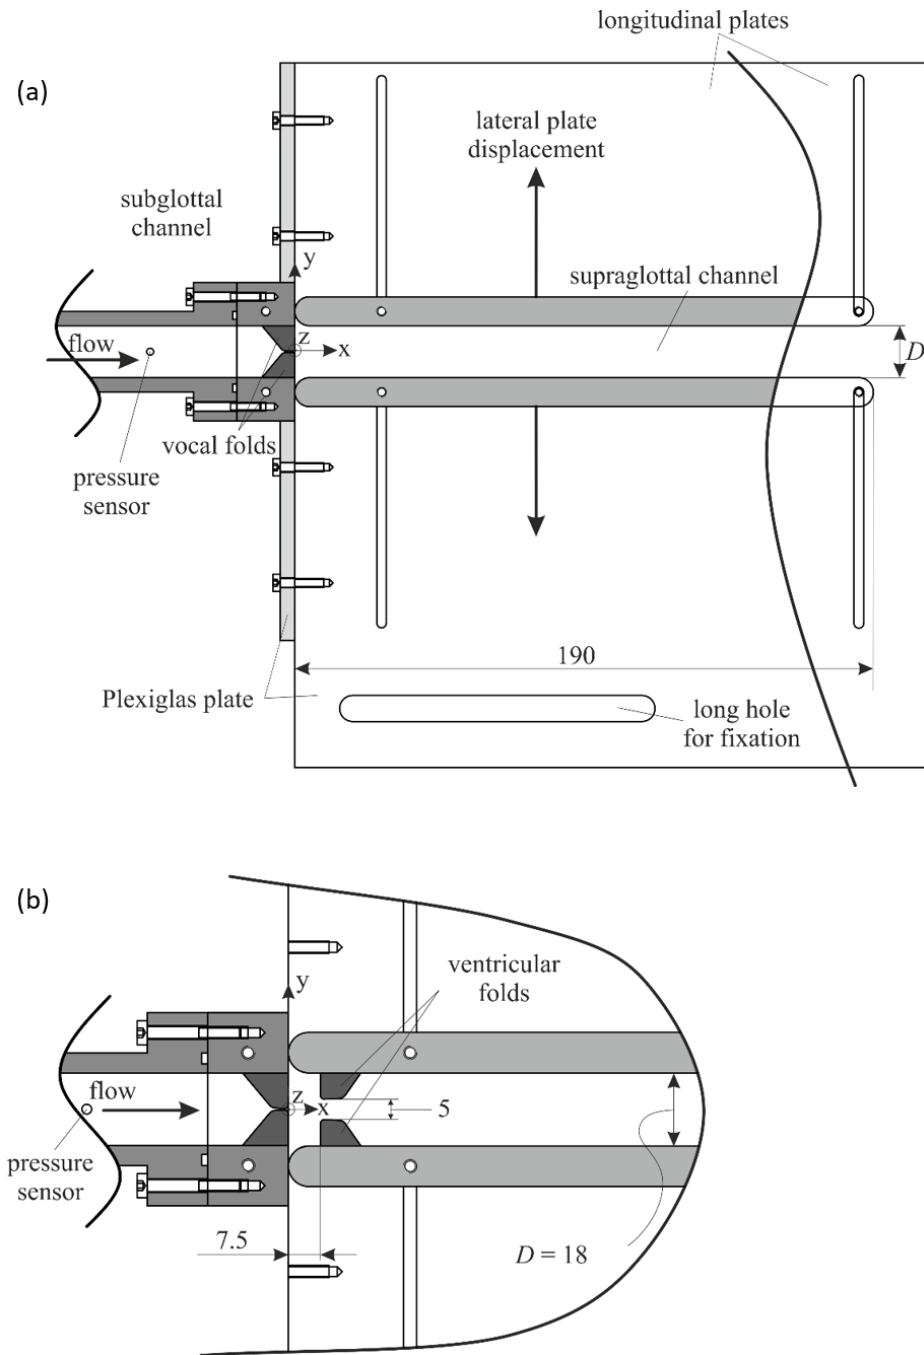 longitudinal plates
(a)
lateral plate
displacement
subglottal
channel
y
supraglottal channel
flow
z
x
D
vocal folds
pressure
sensor
190
Plexiglas plate
long hole
for fixation
(b)
ventricular
folds
y
flow
z
x
5
pressure
sensor
7.5
D = 18